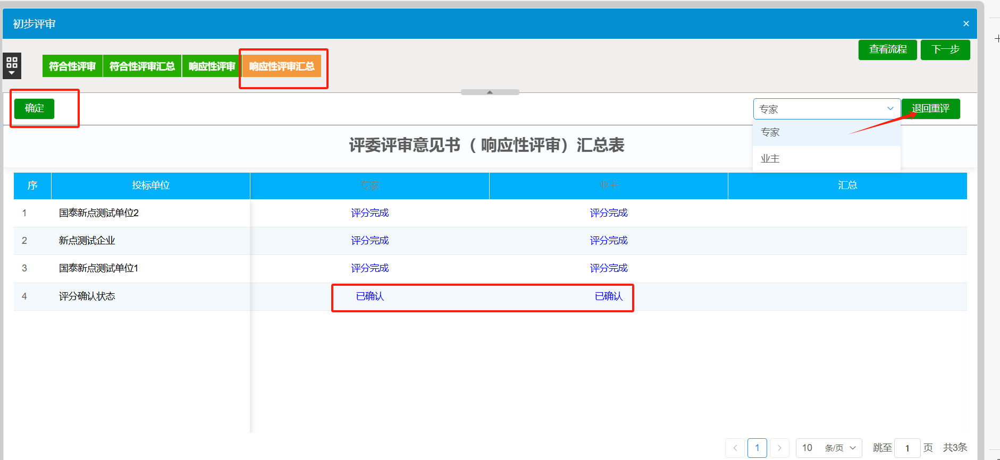 初步评审
查看流程 下一步
符合性评审 符合性评审汇总 响应性评审 响应性评审汇总
确定 专家 退回重评
专家
业主
评委评审意见书（ 响应性评审）汇总表
序 投标单位 专家 业主 汇总
1 国泰新点测试单位2 评分完成 评分完成
2 新点测试企业 评分完成 评分完成
3 国泰新点测试单位1 评分完成 评分完成
4 评分确认状态 已确认 已确认
1 10 条/页 跳至 1 页 共3条